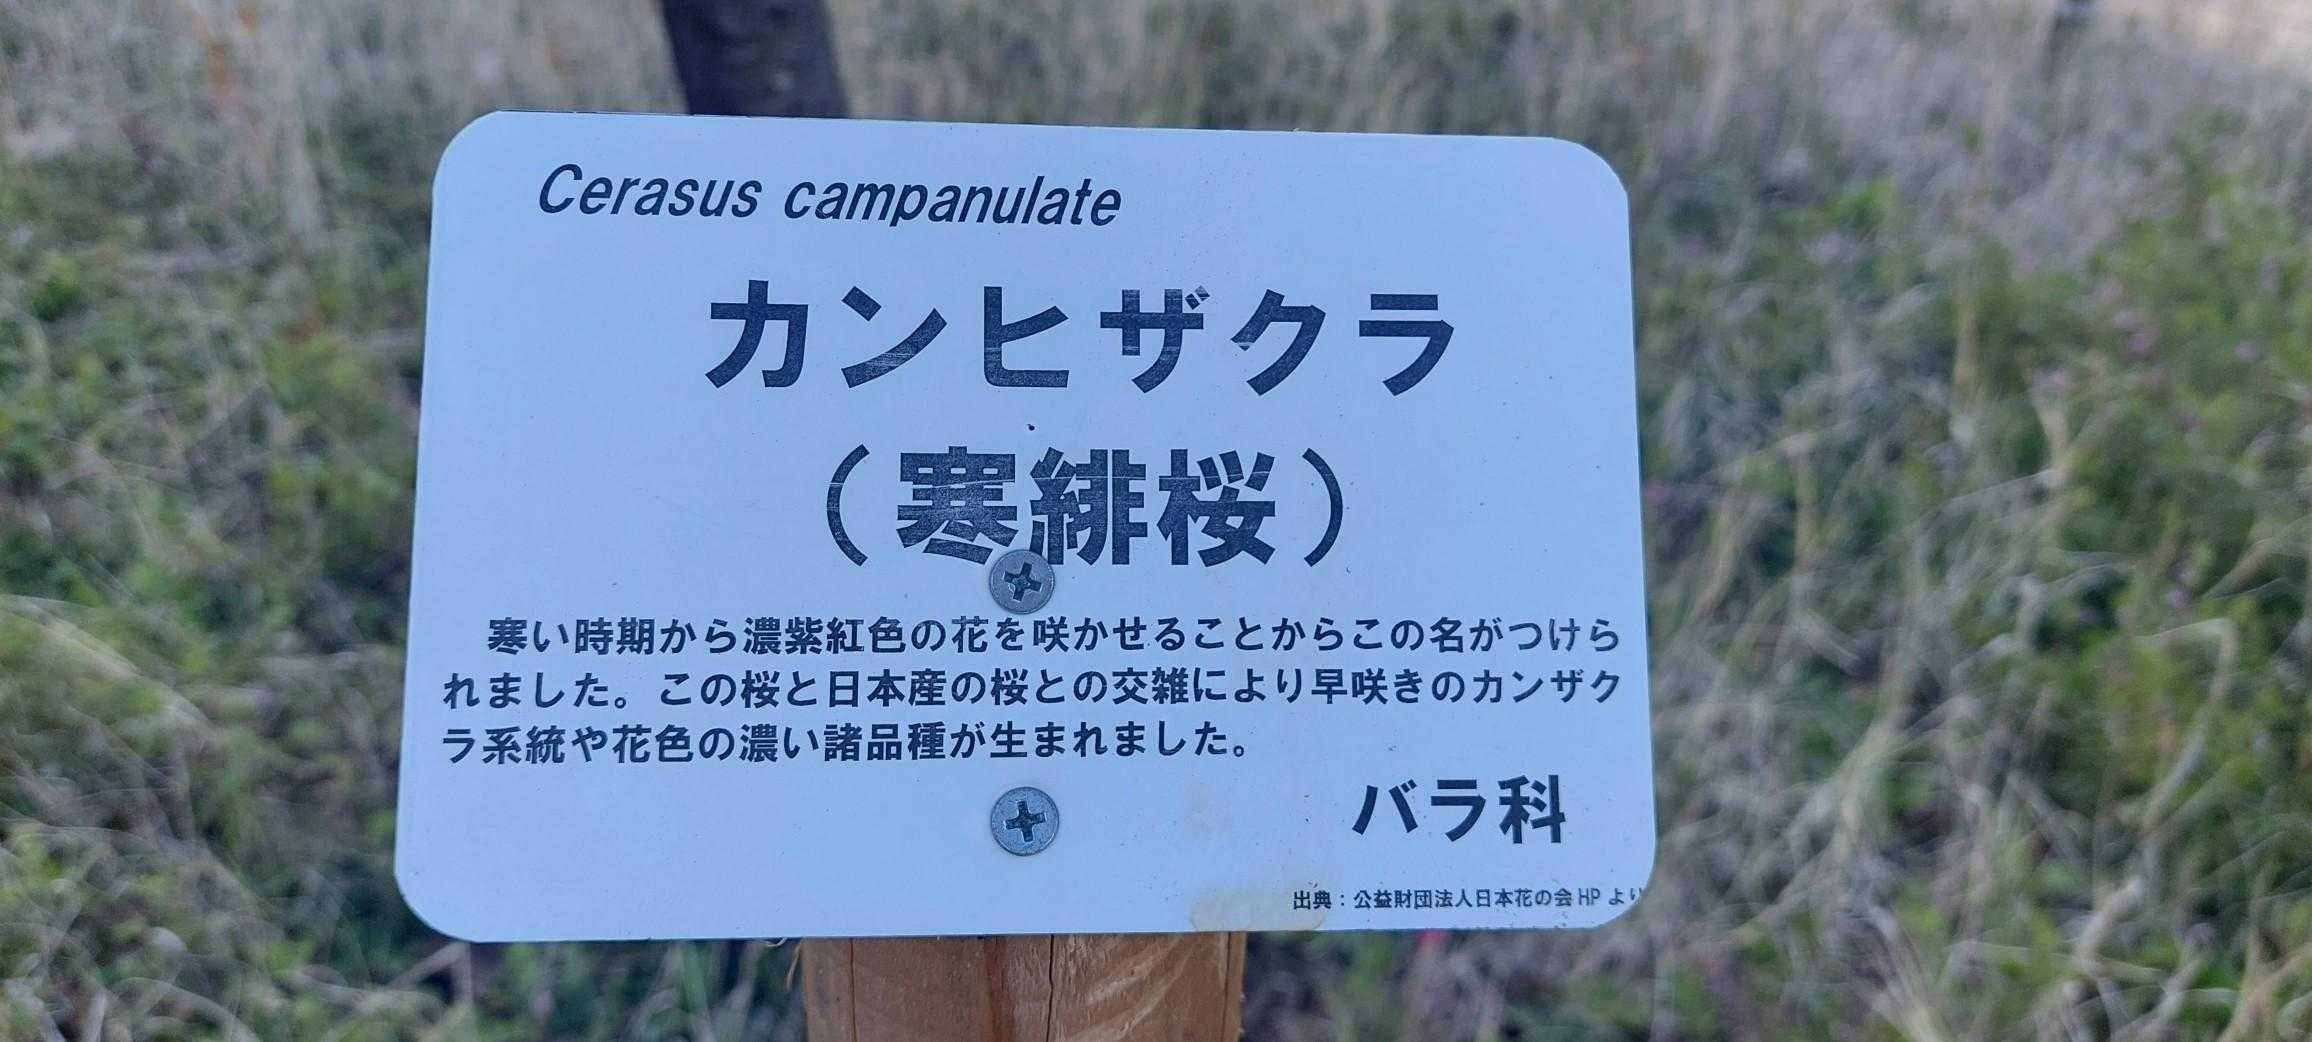 Cerasus campanulate
カンヒザクラ
（寒緋桜）
寒い時期から濃紫紅色の花を咲かせることからこの名がつけら
れました。この桜と日本産の桜との交雑により早咲きのカンザク
ラ系統や花色の濃い諸品種が生まれました。
バラ科
出典：公益財団法人日本花の会 HP より